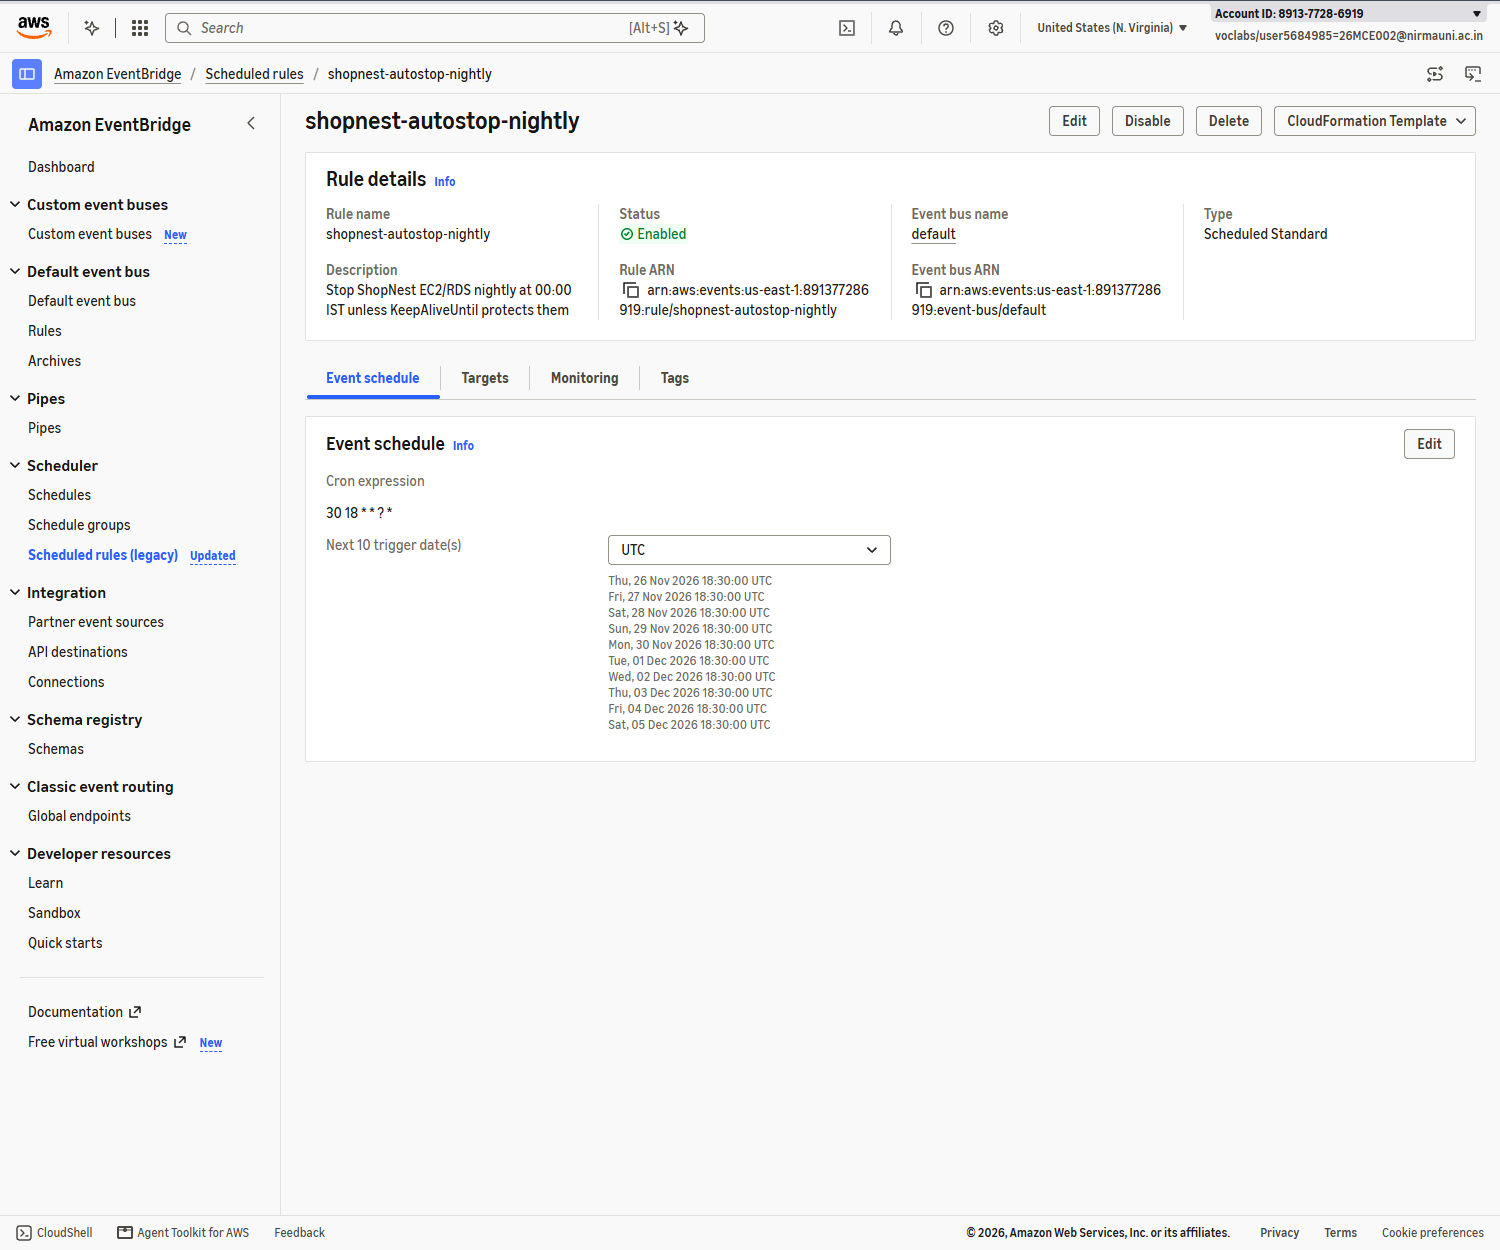 aws
Search
[Alt+S]
United States (N. Virginia)
Account ID: 8913-7728-6919
voclabs/user5684985=26MCE002@nirmauni.ac.in
Amazon EventBridge / Scheduled rules / shopnest-autostop-nightly
Amazon EventBridge
Dashboard
Custom event buses
Custom event buses New
Default event bus
Default event bus
Rules
Archives
Pipes
Pipes
Scheduler
Schedules
Schedule groups
Scheduled rules (legacy) Updated
Integration
Partner event sources
API destinations
Connections
Schema registry
Schemas
Classic event routing
Global endpoints
Developer resources
Learn
Sandbox
Quick starts
Documentation
Free virtual workshops New
shopnest-autostop-nightly
Edit
Disable
Delete
CloudFormation Template
Rule details Info
Rule name
shopnest-autostop-nightly
Description
Stop ShopNest EC2/RDS nightly at 00:00
IST unless KeepAliveUntil protects them
Status
Enabled
Rule ARN
arn:aws:events:us-east-1:891377286
919:rule/shopnest-autostop-nightly
Event bus name
default
Event bus ARN
arn:aws:events:us-east-1:891377286
919:event-bus/default
Type
Scheduled Standard
Event schedule
Targets
Monitoring
Tags
Event schedule Info
Edit
Cron expression
30 18 * * ? *
Next 10 trigger date(s)
UTC
Thu, 26 Nov 2026 18:30:00 UTC
Fri, 27 Nov 2026 18:30:00 UTC
Sat, 28 Nov 2026 18:30:00 UTC
Sun, 29 Nov 2026 18:30:00 UTC
Mon, 30 Nov 2026 18:30:00 UTC
Tue, 01 Dec 2026 18:30:00 UTC
Wed, 02 Dec 2026 18:30:00 UTC
Thu, 03 Dec 2026 18:30:00 UTC
Fri, 04 Dec 2026 18:30:00 UTC
Sat, 05 Dec 2026 18:30:00 UTC
CloudShell
Agent Toolkit for AWS
Feedback
© 2026, Amazon Web Services, Inc. or its affiliates.
Privacy
Terms
Cookie preferences